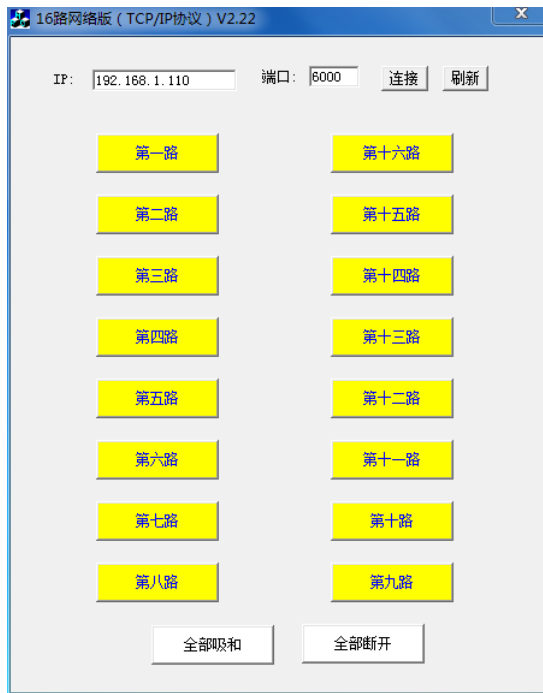 16路网络版（TCP/IP协议）V2.22
IP: 192.168.1.110 端口: 6000 连接 刷新
第一路 第十六路
第二路 第十五路
第三路 第十四路
第四路 第十三路
第五路 第十二路
第六路 第十一路
第七路 第十路
第八路 第九路
全部吸和 全部断开